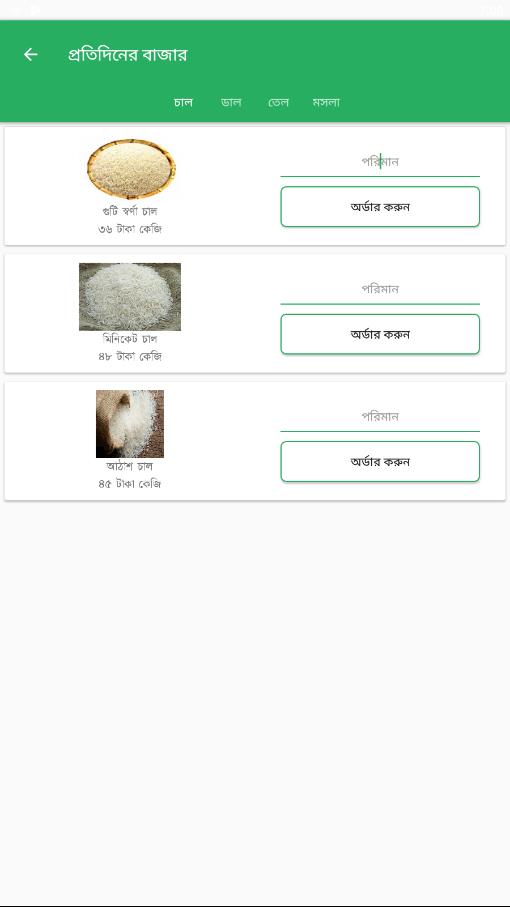 প্রতিদিনের বাজার
চাল ডাল তেল মসলা
পরিমান
গুটি স্বর্ণা চাল
৩৬ টাকা কেজি
অর্ডার করুন
পরিমান
মিনিকেট চাল
৪৮ টাকা কেজি
অর্ডার করুন
পরিমান
আঠাশ চাল
৪৫ টাকা কেজি
অর্ডার করুন